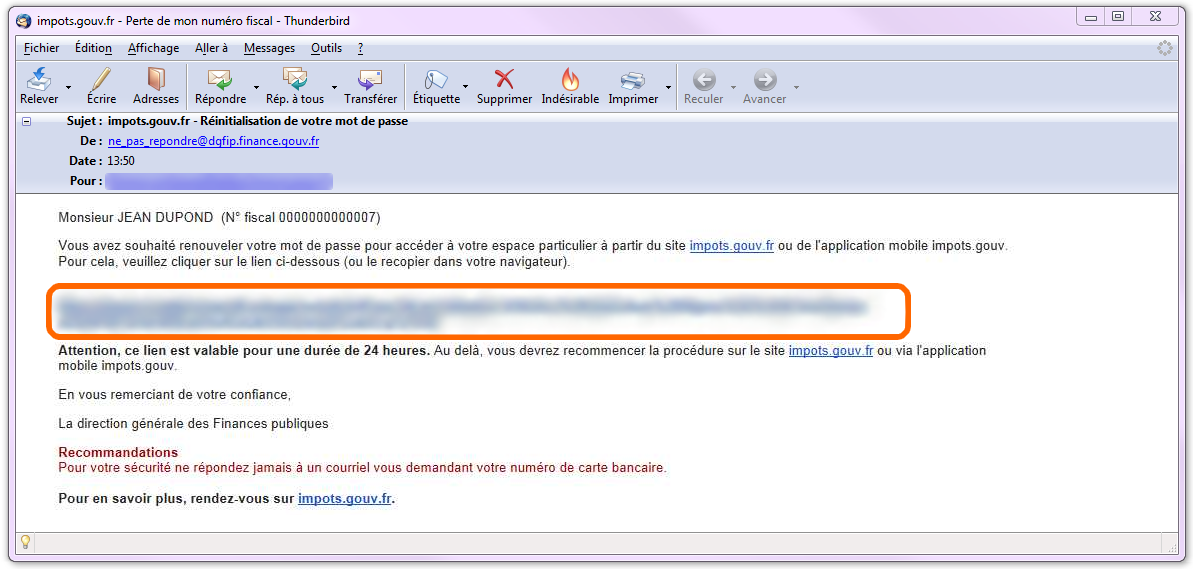 impots.gouv.fr - Perte de mon numéro fiscal - Thunderbird
Fichier Édition Affichage Aller à Messages Outils ?
Relever Écrire Adresses Répondre Rép. à tous Transférer Étiquette Supprimer Indésirable Imprimer Reculer Avancer
Sujet : impots.gouv.fr - Réinitialisation de votre mot de passe
De : ne_pas_repondre@dgfip.finance.gouv.fr
Date : 13:50
Pour :
Monsieur JEAN DUPOND (N° fiscal 0000000000007)
Vous avez souhaité renouveler votre mot de passe pour accéder à votre espace particulier à partir du site impots.gouv.fr ou de l'application mobile impots.gouv.
Pour cela, veuillez cliquer sur le lien ci-dessous (ou le recopier dans votre navigateur).
Attention, ce lien est valable pour une durée de 24 heures. Au delà, vous devrez recommencer la procédure sur le site impots.gouv.fr ou via l'application
mobile impots.gouv.
En vous remerciant de votre confiance,
La direction générale des Finances publiques
Recommandations
Pour votre sécurité ne répondez jamais à un courriel vous demandant votre numéro de carte bancaire.
Pour en savoir plus, rendez-vous sur impots.gouv.fr.